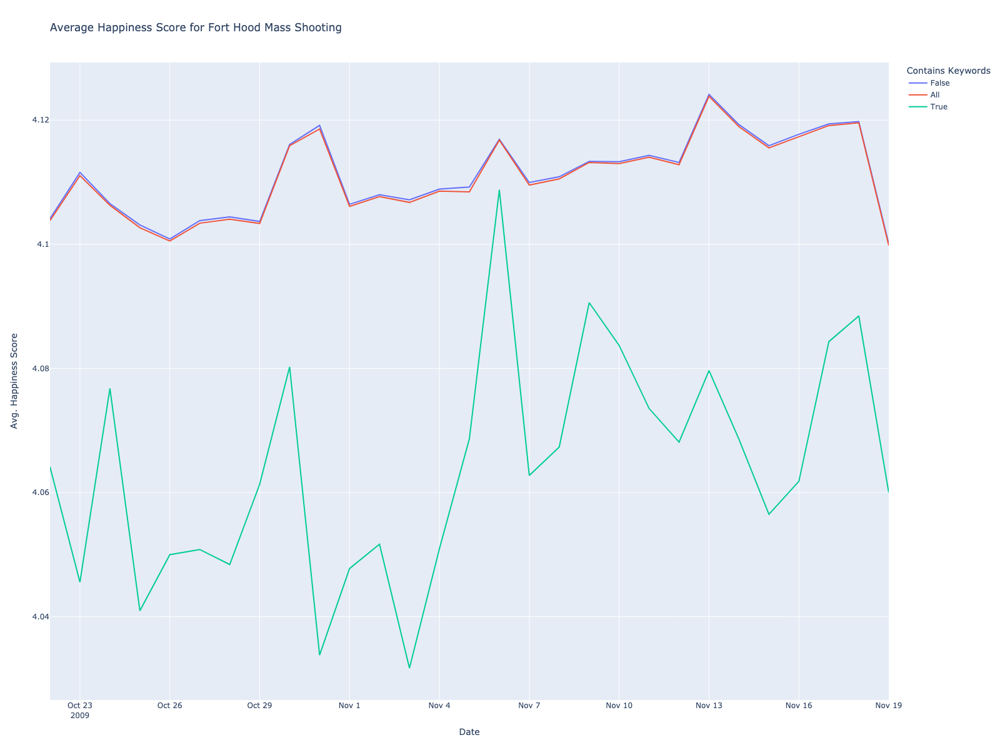 Average Happiness Score for Fort Hood Mass Shooting
Contains Keywords
False
All
True
Avg. Happiness Score
4.12
4.1
4.08
4.06
4.04
Oct 23
2009
Oct 26
Oct 29
Nov 1
Nov 4
Nov 7
Nov 10
Nov 13
Nov 16
Nov 19
Date